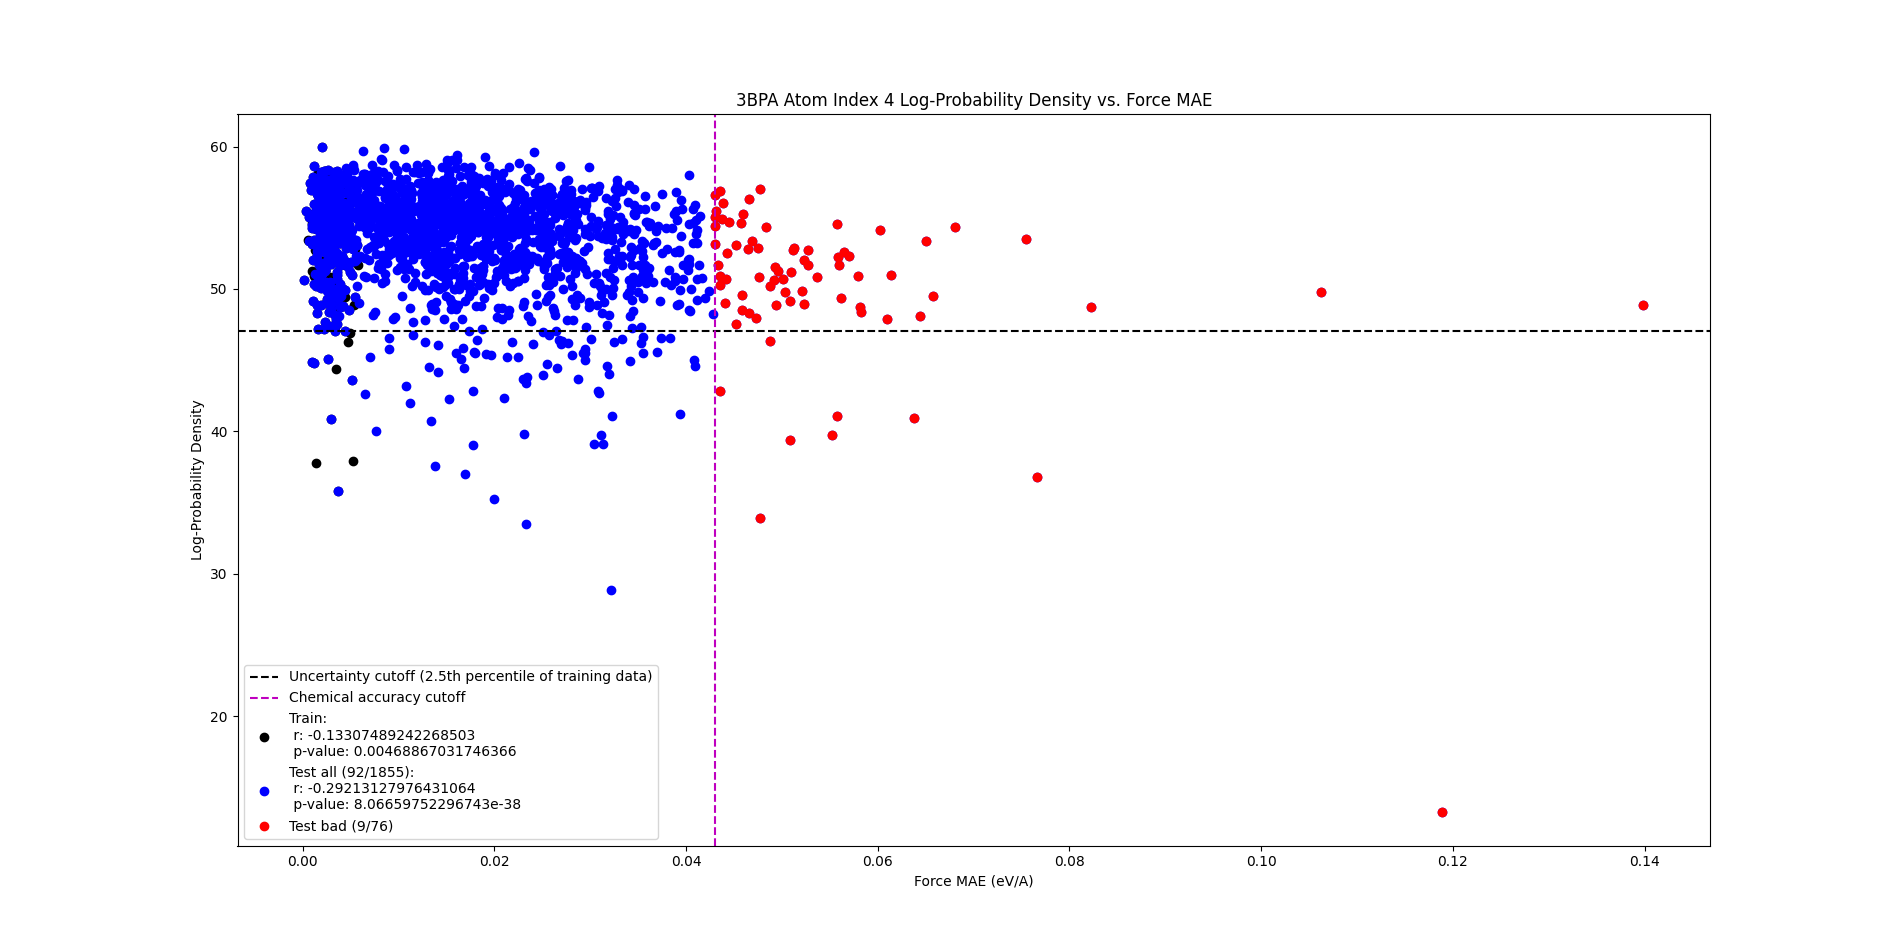 3BPA Atom Index 4 Log-Probability Density vs. Force MAE
60
50
40
30
20
Log-Probability Density
Uncertainty cutoff (2.5th percentile of training data)
Chemical accuracy cutoff
Train:
r: -0.13307489242268503
p-value: 0.00468867031746366
Test all (92/1855):
r: -0.29213127976431064
p-value: 8.06659752296743e-38
Test bad (9/76)
0.00 0.02 0.04 0.06 0.08 0.10 0.12 0.14
Force MAE (eV/A)